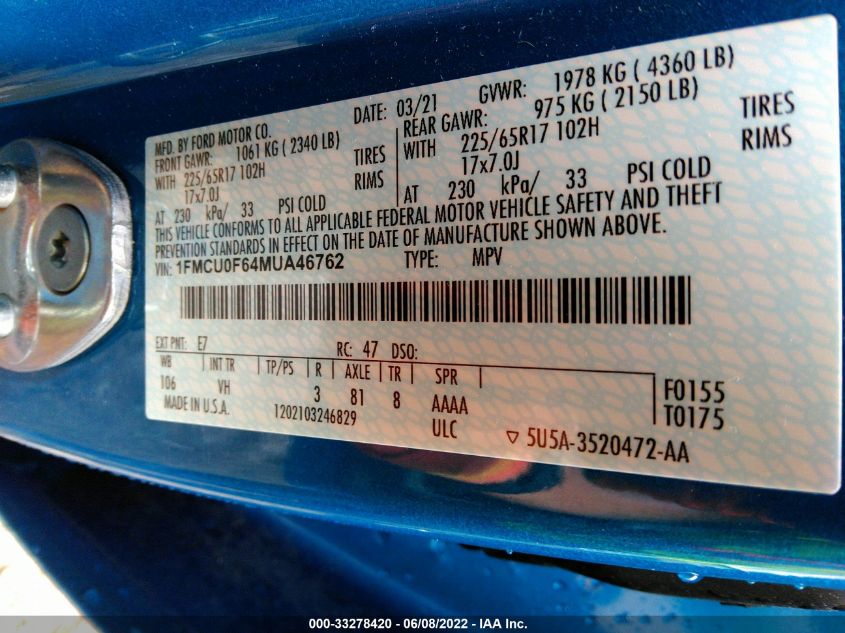 MFD. BY FORD MOTOR CO.
DATE: 03/21
GVWR: 1978 KG ( 4360 LB)
FRONT GAWR: 1061 KG ( 2340 LB)
REAR GAWR: 975 KG ( 2150 LB)
WITH 225/65R17 102H TIRES
WITH 225/65R17 102H TIRES
17x7.0J RIMS
17x7.0J RIMS
AT 230 kPa/ 33 PSI COLD
AT 230 kPa/ 33 PSI COLD
THIS VEHICLE CONFORMS TO ALL APPLICABLE FEDERAL MOTOR VEHICLE SAFETY AND THEFT
PREVENTION STANDARDS IN EFFECT ON THE DATE OF MANUFACTURE SHOWN ABOVE.
VIN: 1FMCU0F64MUA46762 TYPE: MPV
EXT PNT: E7 RC: 47 DSO:
WB INT TR TP/PS R AXLE TR SPR
106 VH 3 81 8 AAAA F0155
MADE IN U.S.A. 1202103246829 ULC T0175
▽ 5U5A-3520472-AA
000-33278420 - 06/08/2022 - IAA Inc.